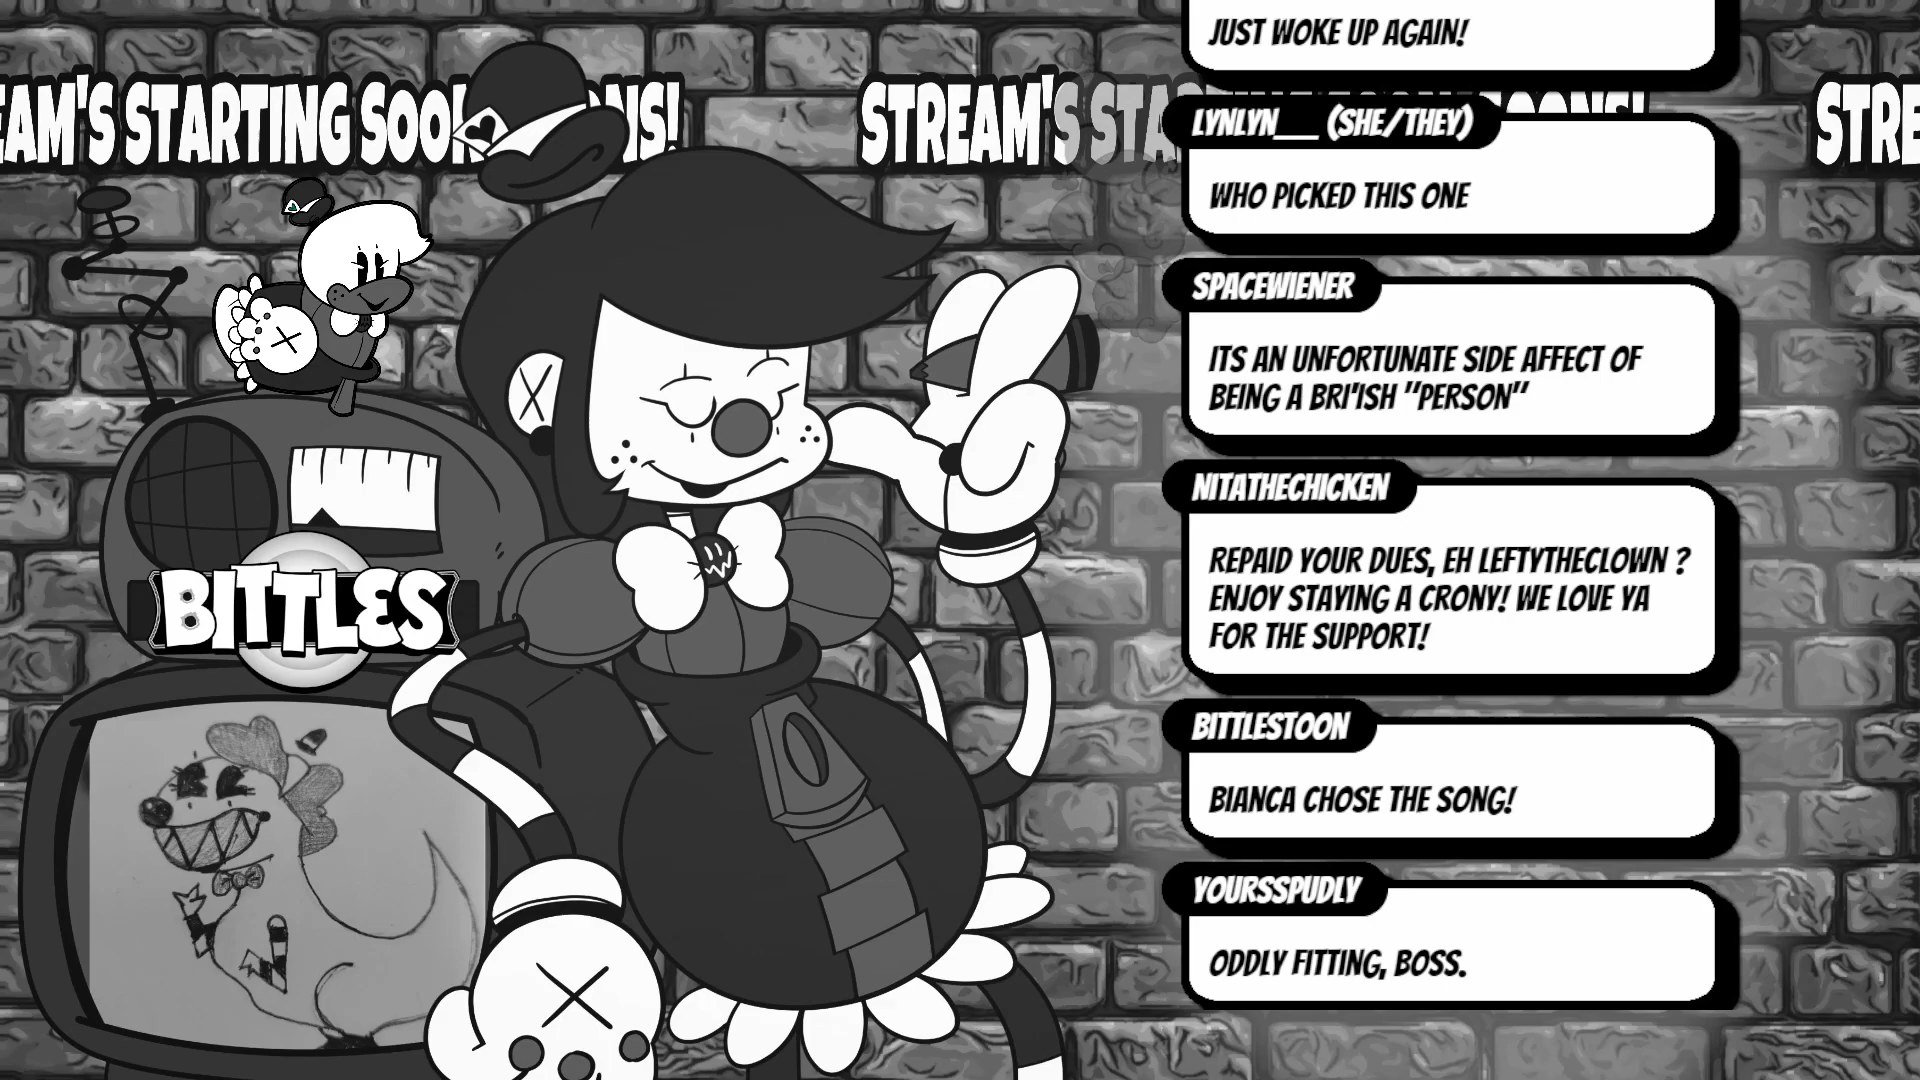 JUST WOKE UP AGAIN!
EAM'S STARTING SOO
NS!
STREAM'S STA
STRE
LYNLYN__ (SHE/THEY)
WHO PICKED THIS ONE
SPACEWIENER
ITS AN UNFORTUNATE SIDE AFFECT OF
BEING A BRI'ISH "PERSON"
NITATHECHICKEN
REPAID YOUR DUES, EH LEFTYTHECLOWN ?
ENJOY STAYING A CRONY! WE LOVE YA
FOR THE SUPPORT!
BITTLES
BITTLESTOON
BIANCA CHOSE THE SONG!
YOURSSPUDLY
ODDLY FITTING, BOSS.